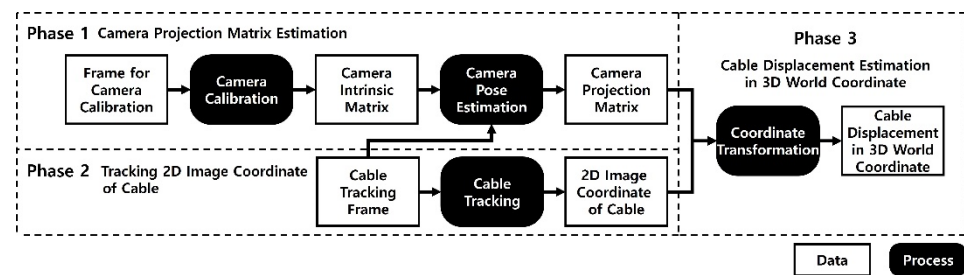 Phase 1 Camera Projection Matrix Estimation
Frame for
Camera
Calibration
Camera
Calibration
Camera
Intrinsic
Matrix
Camera
Pose
Estimation
Camera
Projection
Matrix
Phase 2 Tracking 2D Image Coordinate
of Cable
Cable
Tracking
Frame
Cable
Tracking
2D Image
Coordinate
of Cable
Phase 3
Cable Displacement Estimation
in 3D World Coordinate
Coordinate
Transformation
Cable
Displacement
in 3D World
Coordinate
Data
Process